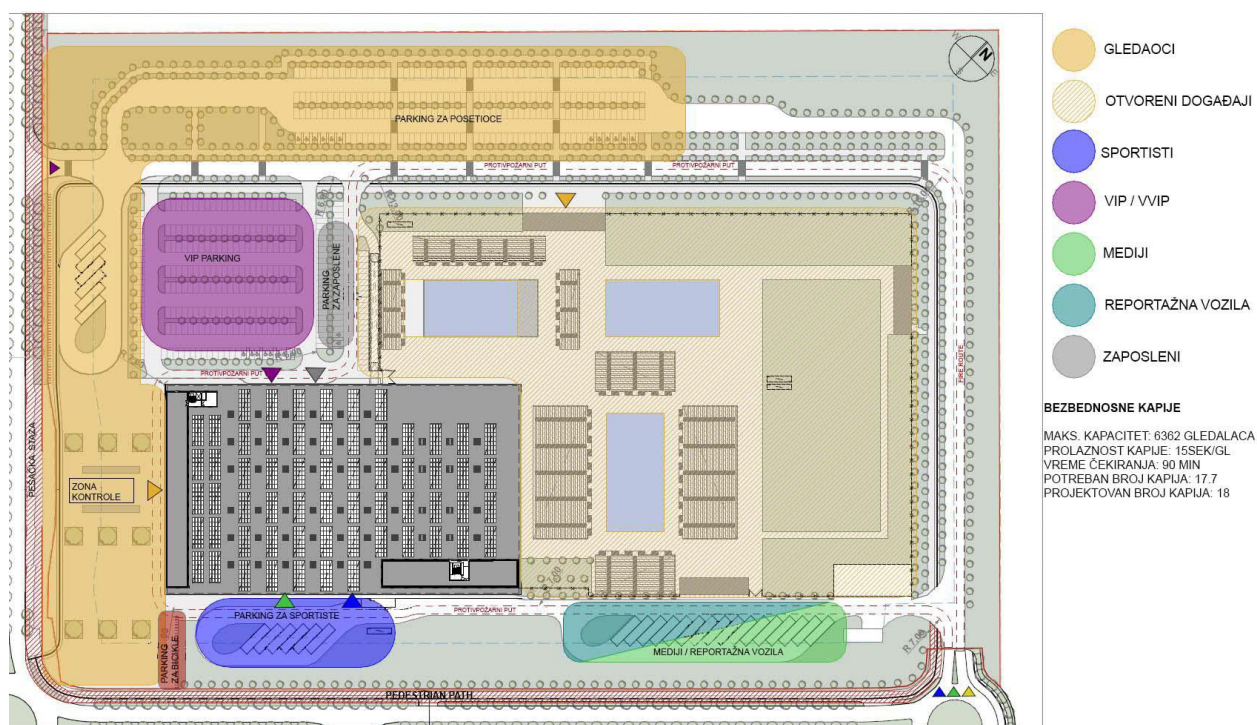 PARKING ZA POSETIOCE
PROTIVPOŽARNI PUT
PROTIVPOŽARNI PUT
VIP PARKING
PARKING
ZA ZAPOSLENE
PROTIVPOŽARNI PUT
FIRE ROUTE
PEŠAČKA STAZA
ZONA
KONTROLE
PARKING ZA SPORTISTE
PROTIVPOŽARNI PUT
PARKING
ZA BICIKLE
MEDIJI / REPORTAŽNA VOZILA
R.7.00
PEDESTRIAN PATH
N
GLEDAOCI
OTVORENI DOGAĐAJI
SPORTISTI
VIP / VVIP
MEDIJI
REPORTAŽNA VOZILA
ZAPOSLENI
BEZBEDNOSNE KAPIJE
MAKS. KAPACITET: 6362 GLEDALACA
PROLAZNOST KAPIJE: 15SEK/GL
VREME ČEKIRANJA: 90 MIN
POTREBAN BROJ KAPIJA: 17.7
PROJEKTOVAN BROJ KAPIJA: 18